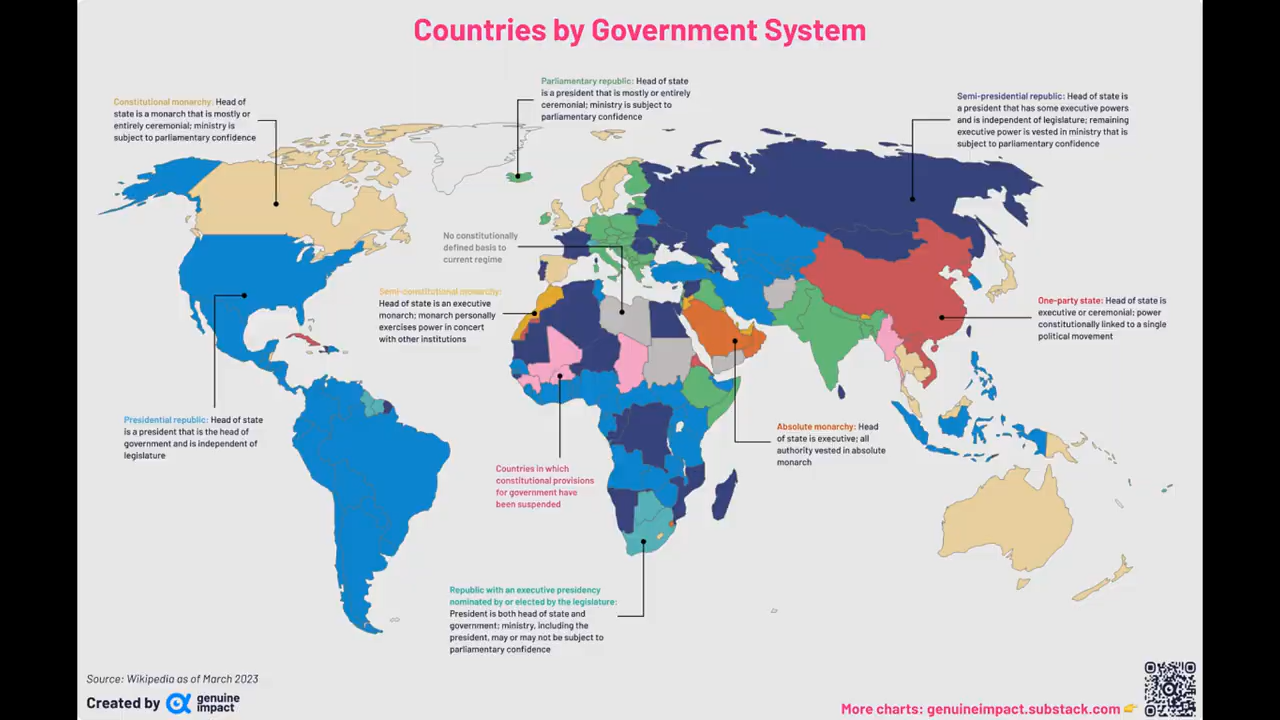 Countries by Government System
Constitutional monarchy: Head of
state is a monarch that is mostly or
entirely ceremonial; ministry is
subject to parliamentary confidence
Parliamentary republic: Head of state
is a president that is mostly or entirely
ceremonial; ministry is subject to
parliamentary confidence
Semi-presidential republic: Head of state is
a president that has some executive powers
and is independent of legislature; remaining
executive power is vested in ministry that is
subject to parliamentary confidence
No constitutionally
defined basis to
current regime
Semi-constitutional monarchy:
Head of state is an executive
monarch; monarch personally
exercises power in concert
with other institutions
One-party state: Head of state is
executive or ceremonial; power
constitutionally linked to a single
political movement
Presidential republic: Head of state
is a president that is the head of
government and is independent of
legislature
Absolute monarchy: Head
of state is executive; all
authority vested in absolute
monarch
Countries in which
constitutional provisions
for government have
been suspended
Republic with an executive presidency
nominated by or elected by the legislature:
President is both head of state and
government; ministry, including the
president, may or may not be subject to
parliamentary confidence
Source: Wikipedia as of March 2023
Created by genuine
impact
More charts: genuineimpact.substack.com